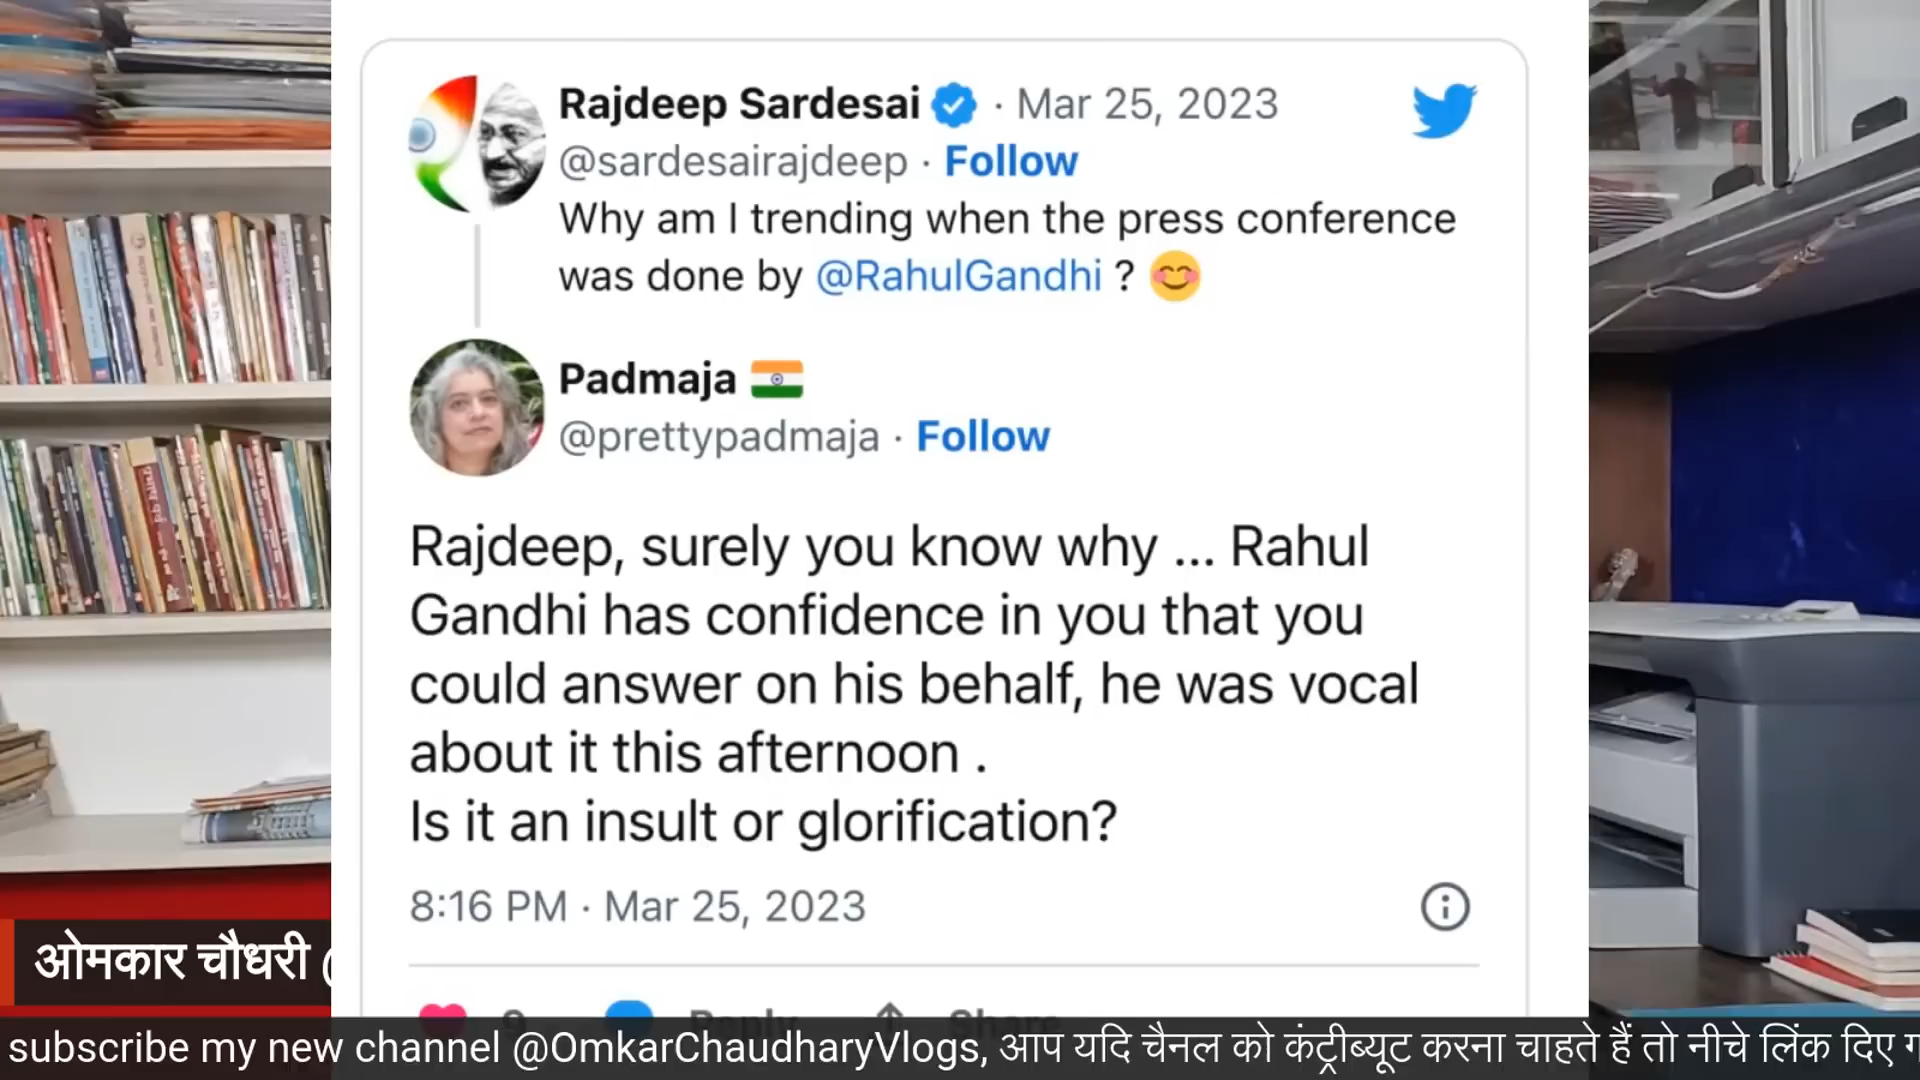 Rajdeep Sardesai · Mar 25, 2023
@sardesairajdeep · Follow
Why am I trending when the press conference
was done by @RahulGandhi ? 😊
Padmaja 🇮🇳
@prettypadmaja · Follow
Rajdeep, surely you know why ... Rahul
Gandhi has confidence in you that you
could answer on his behalf, he was vocal
about it this afternoon .
Is it an insult or glorification?
8:16 PM · Mar 25, 2023
9 Reply Share
ओमकार चौधरी (
subscribe my new channel @OmkarChaudharyVlogs, आप यदि चैनल को कंट्रीब्यूट करना चाहते हैं तो नीचे लिंक दिए